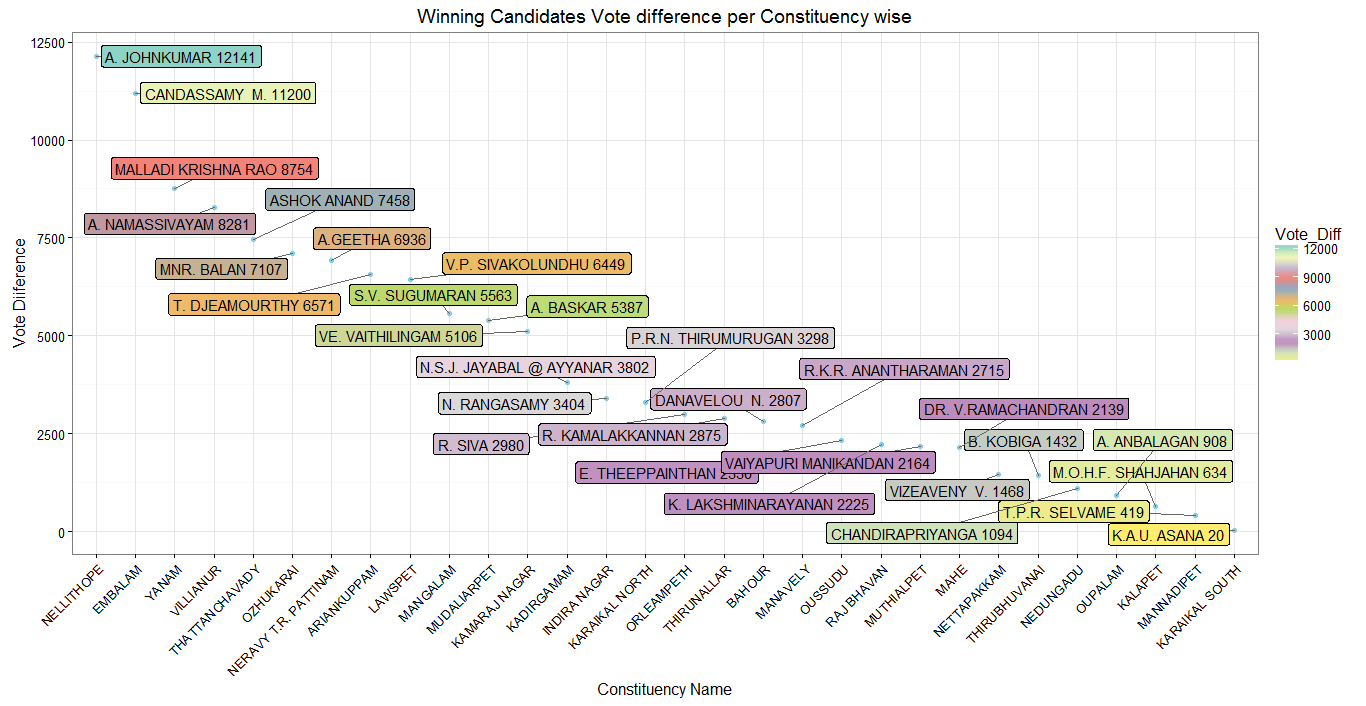 Winning Candidates Vote difference per Constituency wise
Vote Diifference
12500
10000
7500
5000
2500
0
A. JOHNKUMAR 12141
CANDASSAMY  M. 11200
MALLADI KRISHNA RAO 8754
ASHOK ANAND 7458
A. NAMASSIVAYAM 8281
A.GEETHA 6936
MNR. BALAN 7107
V.P. SIVAKOLUNDHU 6449
T. DJEAMOURTHY 6571
S.V. SUGUMARAN 5563
A. BASKAR 5387
VE. VAITHILINGAM 5106
P.R.N. THIRUMURUGAN 3298
N.S.J. JAYABAL @ AYYANAR 3802
R.K.R. ANANTHARAMAN 2715
N. RANGASAMY 3404
DANAVELOU  N. 2807
DR. V.RAMACHANDRAN 2139
R. SIVA 2980
R. KAMALAKKANNAN 2875
B. KOBIGA 1432
A. ANBALAGAN 908
E. THEEPPAINTHAN 2330
VAIYAPURI MANIKANDAN 2164
M.O.H.F. SHAHJAHAN 634
K. LAKSHMINARAYANAN 2225
VIZEAVENY  V. 1468
T.P.R. SELVAME 419
CHANDIRAPRIYANGA 1094
K.A.U. ASANA 20
NELLITHOPE
EMBALAM
YANAM
VILLIANUR
THATTANCHAVADY
OZHUKARAI
NERAVY T.R. PATTINAM
ARIANKUPPAM
LAWSPET
MANGALAM
MUDALIARPET
KAMARAJ NAGAR
KADIRGAMAM
INDIRA NAGAR
KARAIKAL NORTH
ORLEAMPETH
THIRUNALLAR
BAHOUR
MANAVELY
OUSSUDU
RAJ BHAVAN
MUTHIALPET
MAHE
NETTAPAKKAM
THIRUBHUVANAI
NEDUNGADU
OUPALAM
KALAPET
MANNADIPET
KARAIKAL SOUTH
Constituency Name
Vote_Diff
12000
9000
6000
3000